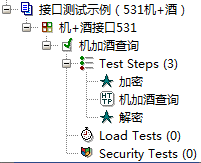 接口测试示例（531机+酒）
机+酒接口531
机加酒查询
Test Steps (3)
加密
HTTP 机加酒查询
解密
Load Tests (0)
Security Tests (0)